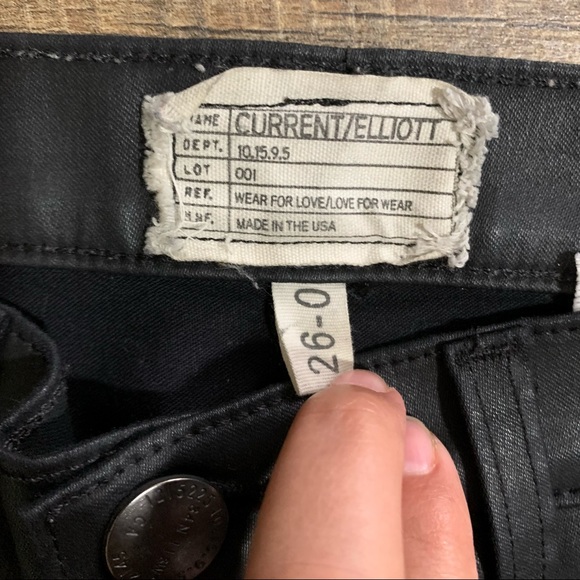 NAME CURRENT/ELLIOTT
DEPT. 10.15.9.5
LOT 001
REF. WEAR FOR LOVE/LOVE FOR WEAR
MNF. MADE IN THE USA
26-0